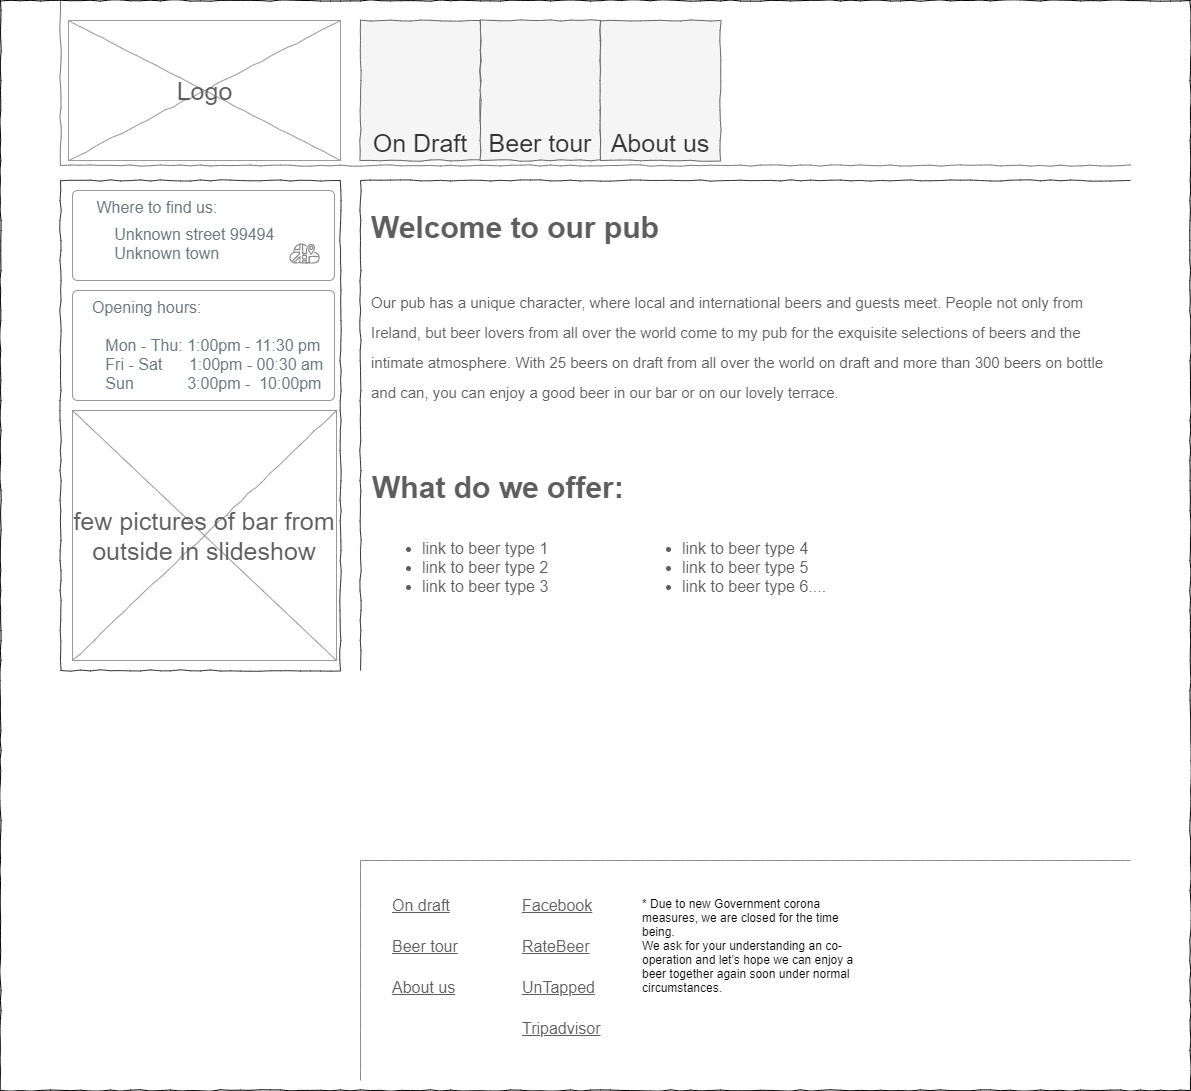 Logo
On Draft
Beer tour
About us
Where to find us:
Unknown street 99494
Unknown town
Opening hours:
Mon - Thu: 1:00pm - 11:30 pm
Fri - Sat 1:00pm - 00:30 am
Sun 3:00pm - 10:00pm
few pictures of bar from
outside in slideshow
Welcome to our pub
Our pub has a unique character, where local and international beers and guests meet. People not only from
Ireland, but beer lovers from all over the world come to my pub for the exquisite selections of beers and the
intimate atmosphere. With 25 beers on draft from all over the world on draft and more than 300 beers on bottle
and can, you can enjoy a good beer in our bar or on our lovely terrace.
What do we offer:
• link to beer type 1
• link to beer type 2
• link to beer type 3
• link to beer type 4
• link to beer type 5
• link to beer type 6....
On draft
Beer tour
About us
Facebook
RateBeer
UnTapped
Tripadvisor
* Due to new Government corona
measures, we are closed for the time
being.
We ask for your understanding an co-
operation and let's hope we can enjoy a
beer together again soon under normal
circumstances.